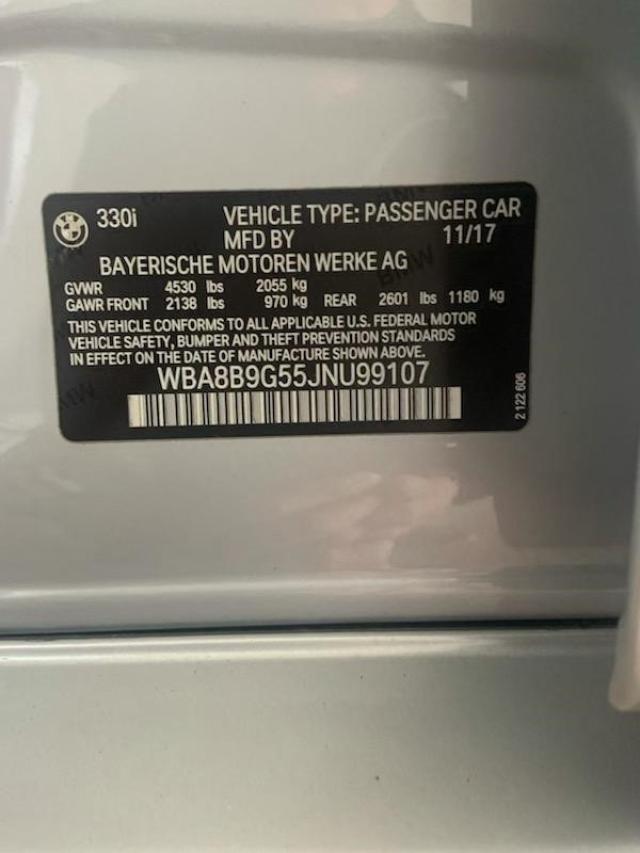 330i VEHICLE TYPE: PASSENGER CAR
MFD BY 11/17
BAYERISCHE MOTOREN WERKE AG
GVWR 4530 lbs 2055 kg
GAWR FRONT 2138 lbs 970 kg REAR 2601 lbs 1180 kg
THIS VEHICLE CONFORMS TO ALL APPLICABLE U.S. FEDERAL MOTOR
VEHICLE SAFETY, BUMPER AND THEFT PREVENTION STANDARDS
IN EFFECT ON THE DATE OF MANUFACTURE SHOWN ABOVE.
WBA8B9G55JNU99107
2 122 606